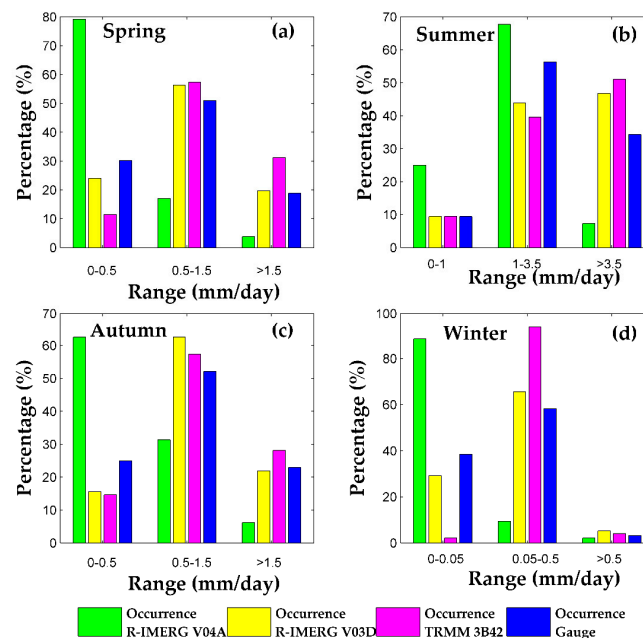 Spring (a)
80
70
60
50
40
30
20
10
0
Percentage (%)
0-0.5 0.5-1.5 >1.5
Range (mm/day)
Summer (b)
70
60
50
40
30
20
10
0
Percentage (%)
0-1 1-3.5 >3.5
Range (mm/day)
Autumn (c)
70
60
50
40
30
20
10
0
Percentage (%)
0-0.5 0.5-1.5 >1.5
Range (mm/day)
Winter (d)
100
80
60
40
20
0
Percentage (%)
0-0.05 0.05-0.5 >0.5
Range (mm/day)
Occurrence
R-IMERG V04A
Occurrence
R-IMERG V03D
Occurrence
TRMM 3B42
Occurrence
Gauge